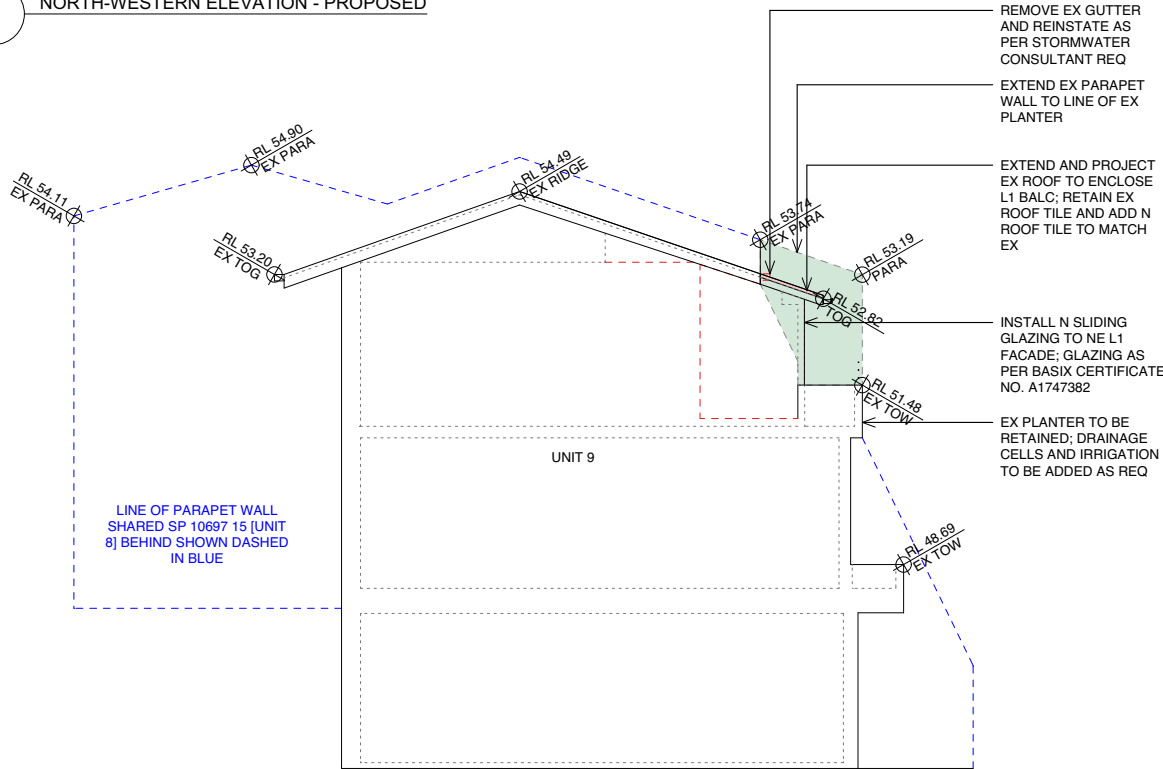 NORTH-WESTERN ELEVATION - PROPOSED
REMOVE EX GUTTER
AND REINSTATE AS
PER STORMWATER
CONSULTANT REQ
EXTEND EX PARAPET
WALL TO LINE OF EX
PLANTER
EXTEND AND PROJECT
EX ROOF TO ENCLOSE
L1 BALC; RETAIN EX
ROOF TILE AND ADD N
ROOF TILE TO MATCH
EX
INSTALL N SLIDING
GLAZING TO NE L1
FACADE; GLAZING AS
PER BASIX CERTIFICATE
NO. A1747382
EX PLANTER TO BE
RETAINED; DRAINAGE
CELLS AND IRRIGATION
TO BE ADDED AS REQ
RL 54.11
EX PARA
RL 54.90
EX PARA
RL 53.20
EX TOG
RL 54.49
EX RIDGE
RL 53.74
EX PARA
RL 53.19
PARA
RL 52.82
TOG
RL 51.48
EX TOW
RL 48.69
EX TOW
UNIT 9
LINE OF PARAPET WALL
SHARED SP 10697 15 [UNIT
8] BEHIND SHOWN DASHED
IN BLUE